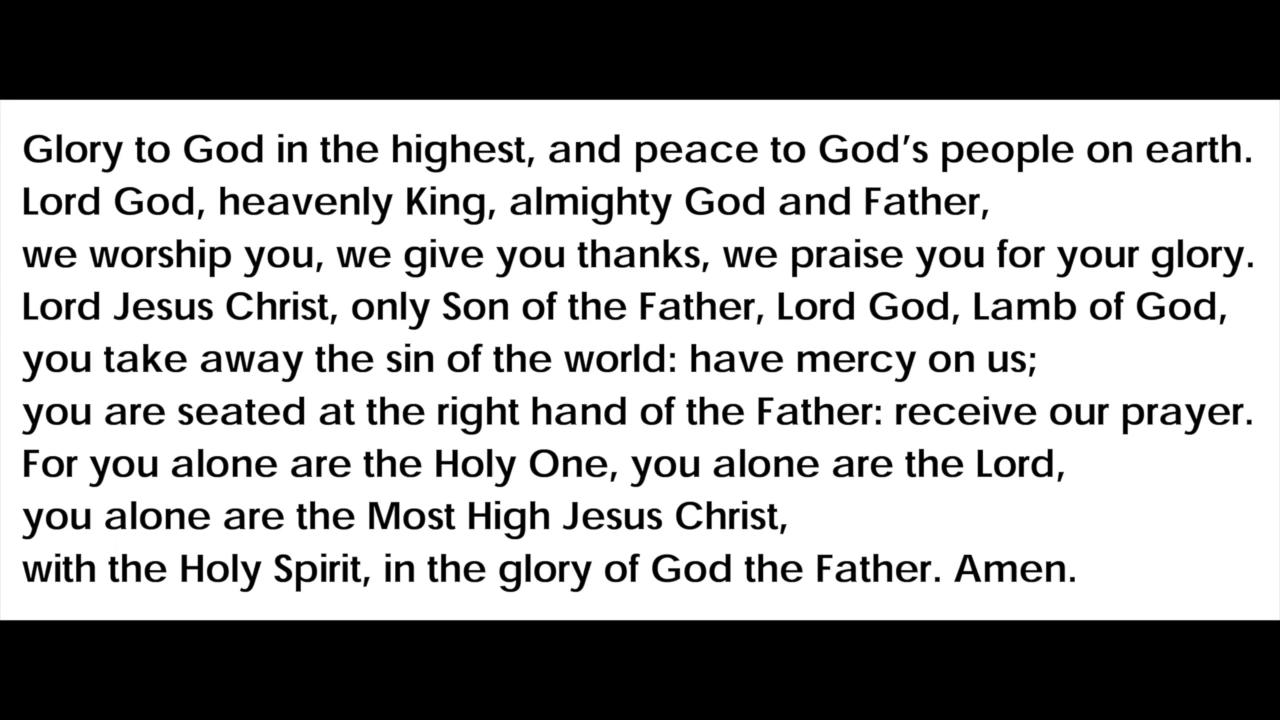 Glory to God in the highest, and peace to God’s people on earth.
Lord God, heavenly King, almighty God and Father,
we worship you, we give you thanks, we praise you for your glory.
Lord Jesus Christ, only Son of the Father, Lord God, Lamb of God,
you take away the sin of the world: have mercy on us;
you are seated at the right hand of the Father: receive our prayer.
For you alone are the Holy One, you alone are the Lord,
you alone are the Most High Jesus Christ,
with the Holy Spirit, in the glory of God the Father. Amen.